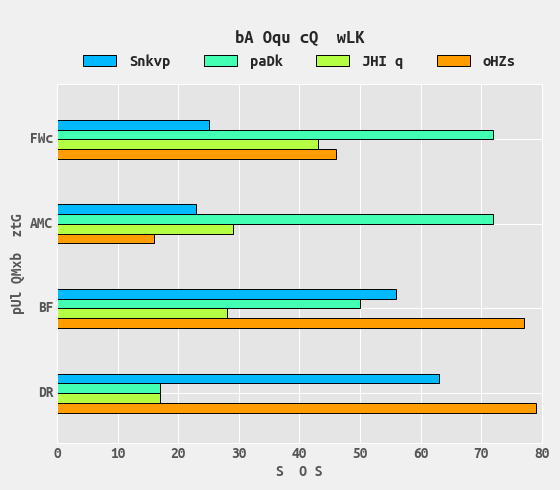 bA Oqu cQ  wLK
Snkvp paDk JHI q oHZs
pUl QMxb  ztG
FWc
AMC
BF
DR
0 10 20 30 40 50 60 70 80
S  O S